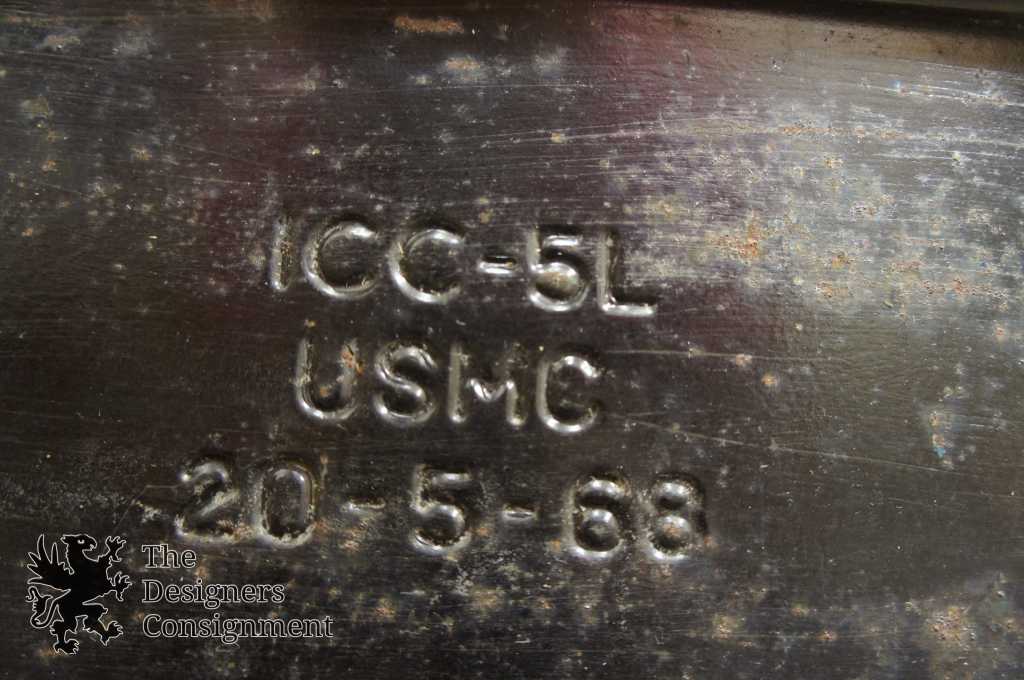 ICC-5L
USMC
20-5-68
The
Designers
Consignment